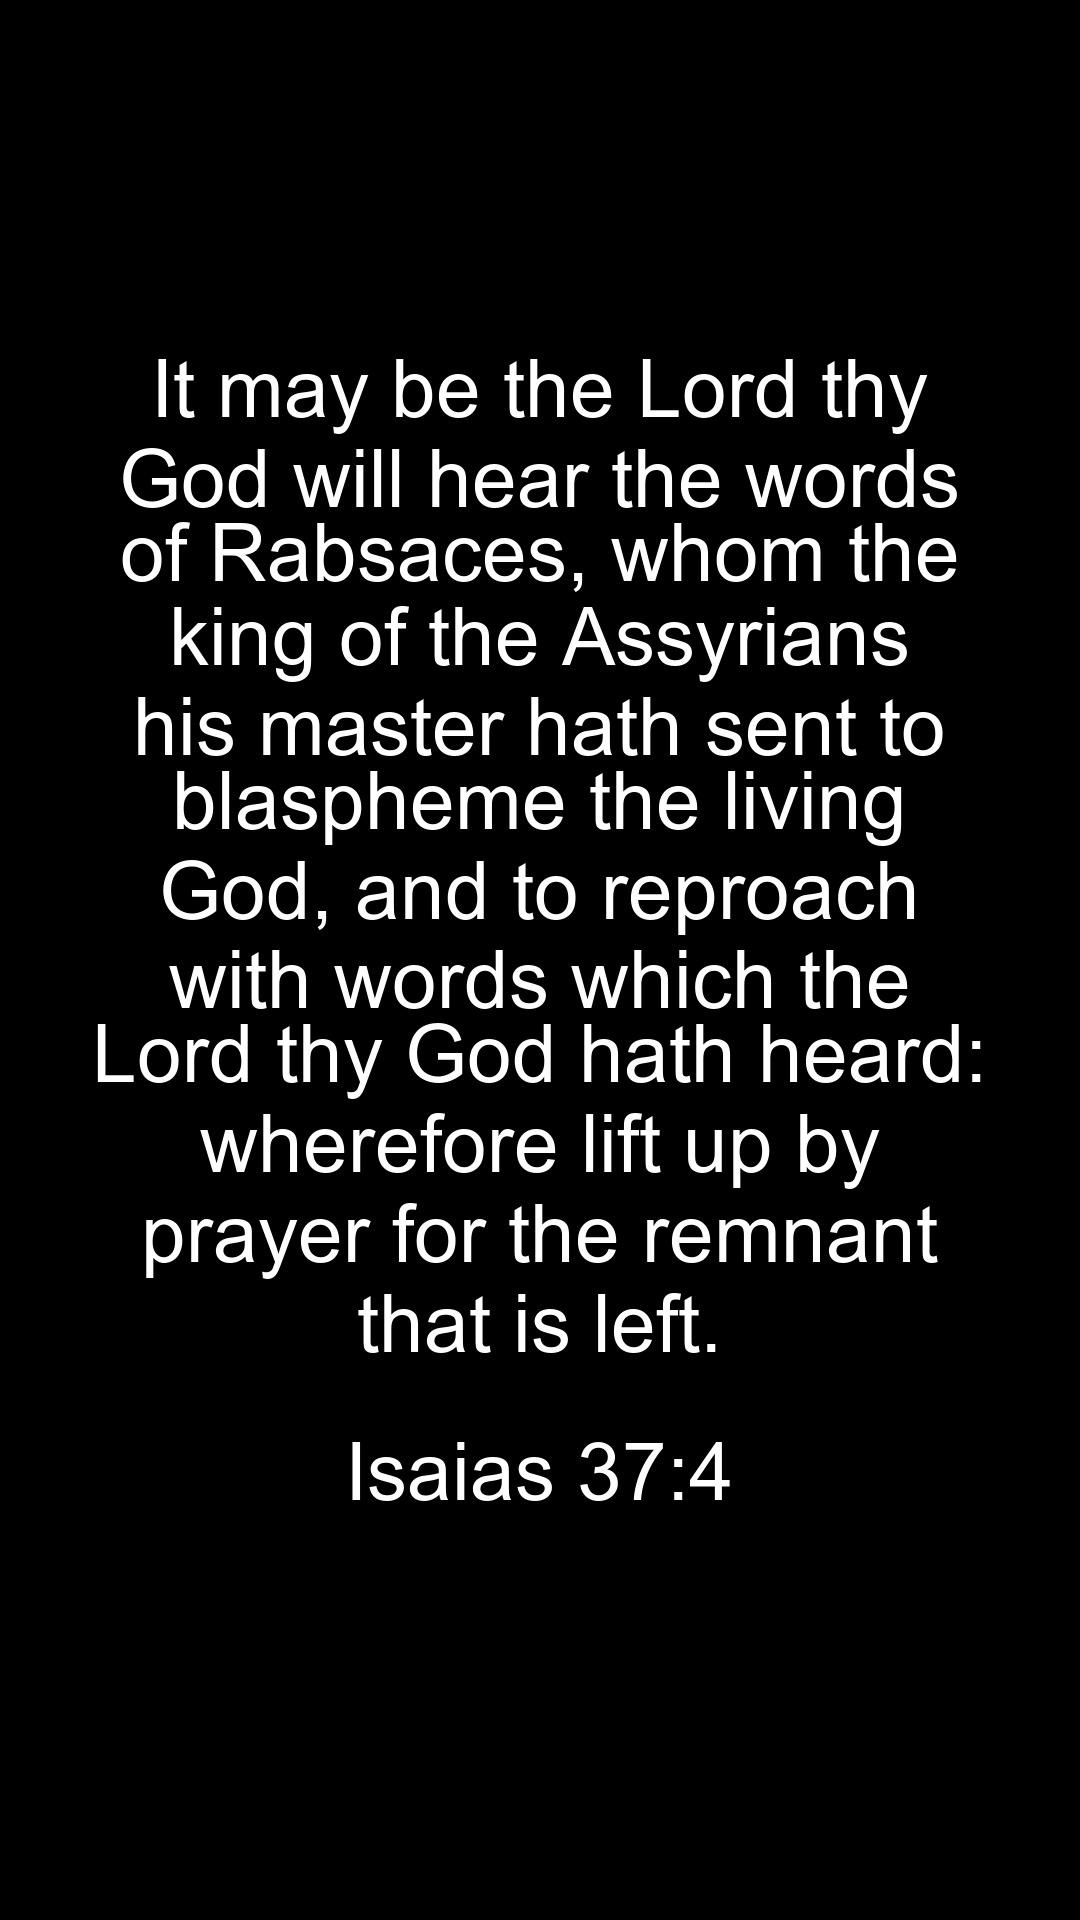 It may be the Lord thy
God will hear the words
of Rabsaces, whom the
king of the Assyrians
his master hath sent to
blaspheme the living
God, and to reproach
with words which the
Lord thy God hath heard:
wherefore lift up by
prayer for the remnant
that is left.
Isaias 37:4